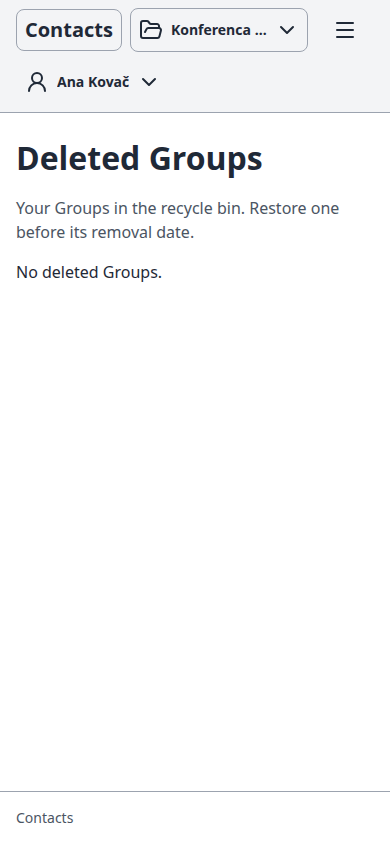 Contacts
Konferenca ...
Ana Kovač
Deleted Groups
Your Groups in the recycle bin. Restore one
before its removal date.
No deleted Groups.
Contacts